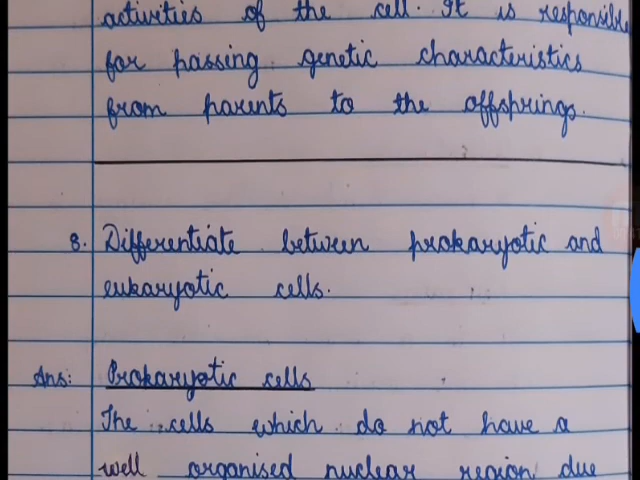 activities of the cell. It is responsible
for passing genetic characteristics
from parents to the offsprings.
8. Differentiate between prokaryotic and
eukaryotic cells.
Ans: Prokaryotic cells
The cells which do not have a
well organised nuclear region due